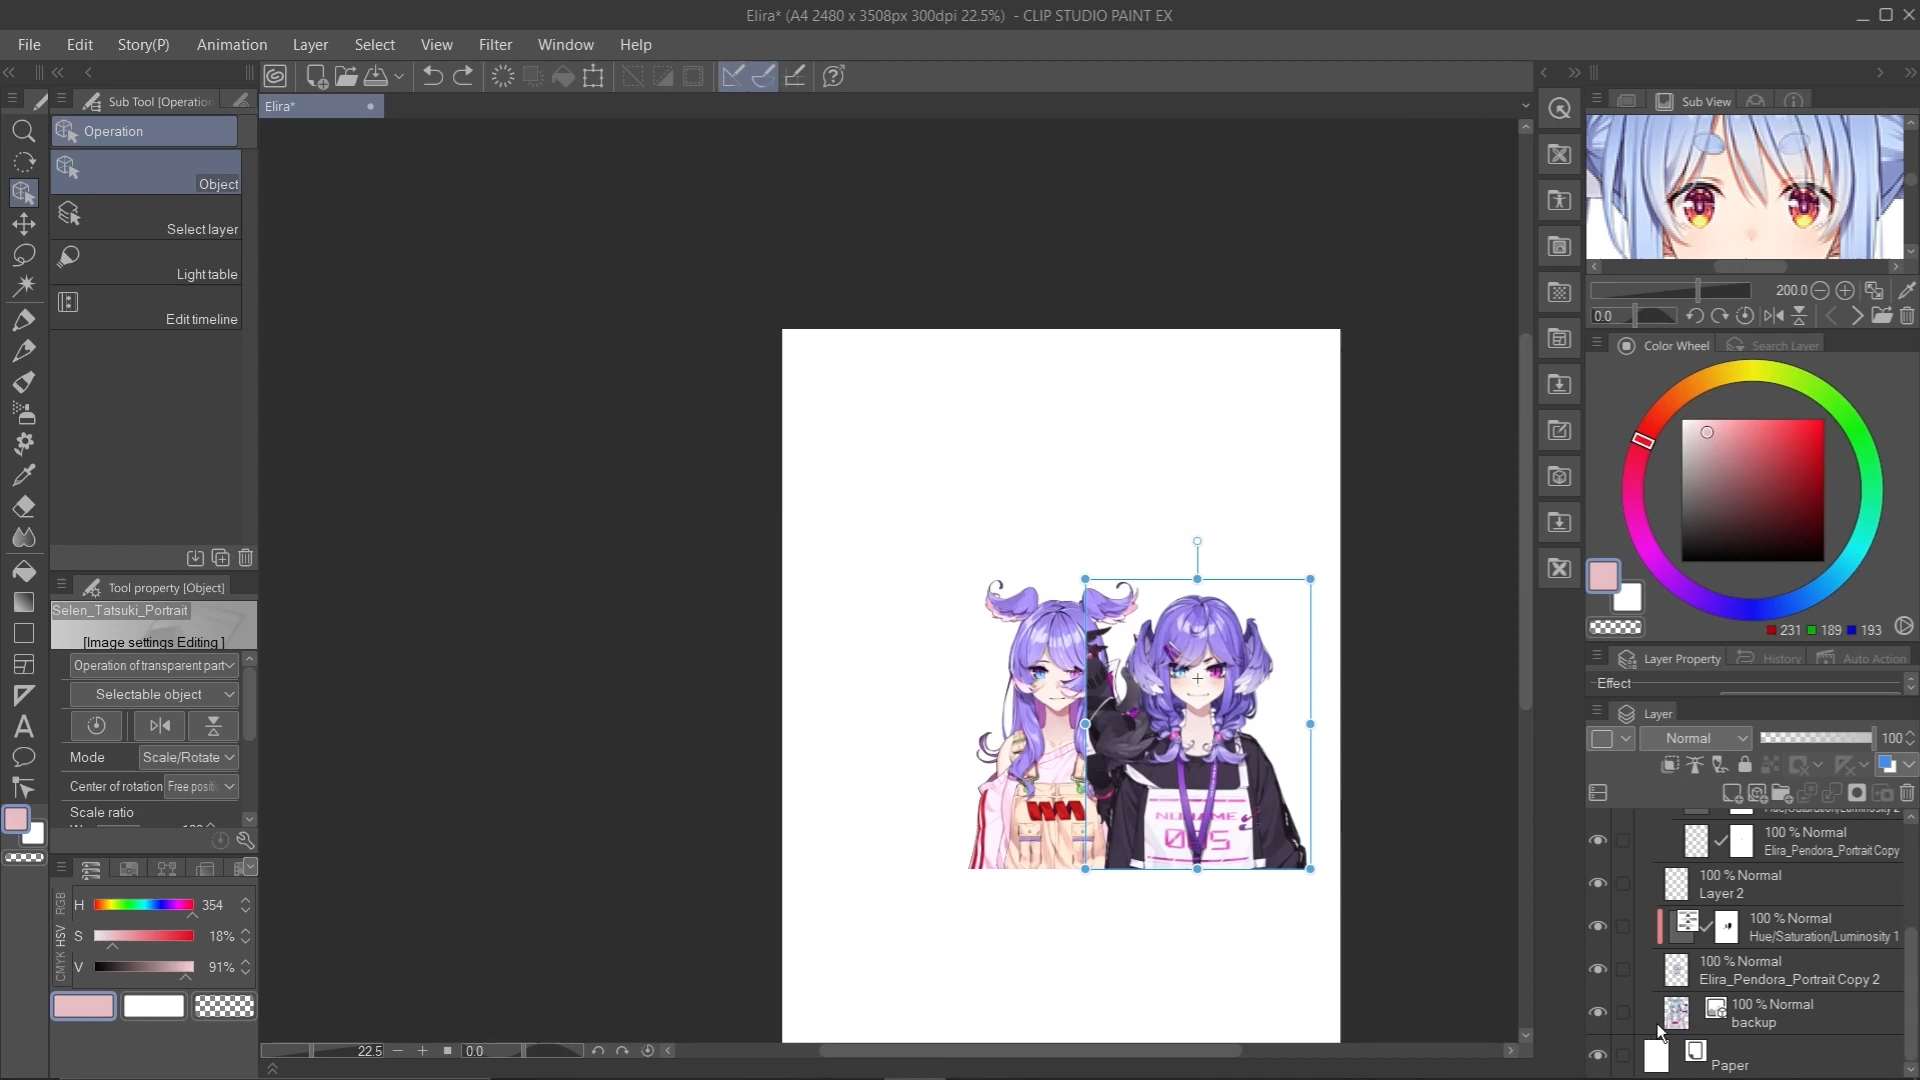 Elira* (A4 2480 x 3508px 300dpi 22.5%)  - CLIP STUDIO PAINT EX
File Edit Story(P) Animation Layer Select View Filter Window Help
Sub Tool [Operation
Elira*
Sub View
Operation
Object
Select layer
Light table
Edit timeline
200.0
0.0
Color Wheel Search Layer
Tool property [Object]
Selen_Tatsuki_Portrait
[Image settings Editing ]
Operation of transparent part
Selectable object
Mode Scale/Rotate
Center of rotation Free positi
Scale ratio
231 189 193
Layer Property History Auto Action
Effect
Layer
Normal 100
100 % Normal
Elira_Pendora_Portrait Copy
100 % Normal
Layer 2
100 % Normal
Hue/Saturation/Luminosity 1
100 % Normal
Elira_Pendora_Portrait Copy 2
100 % Normal
backup
Paper
RGB
HSV
CMYK
H 354
S 18%
V 91%
22.5 0.0